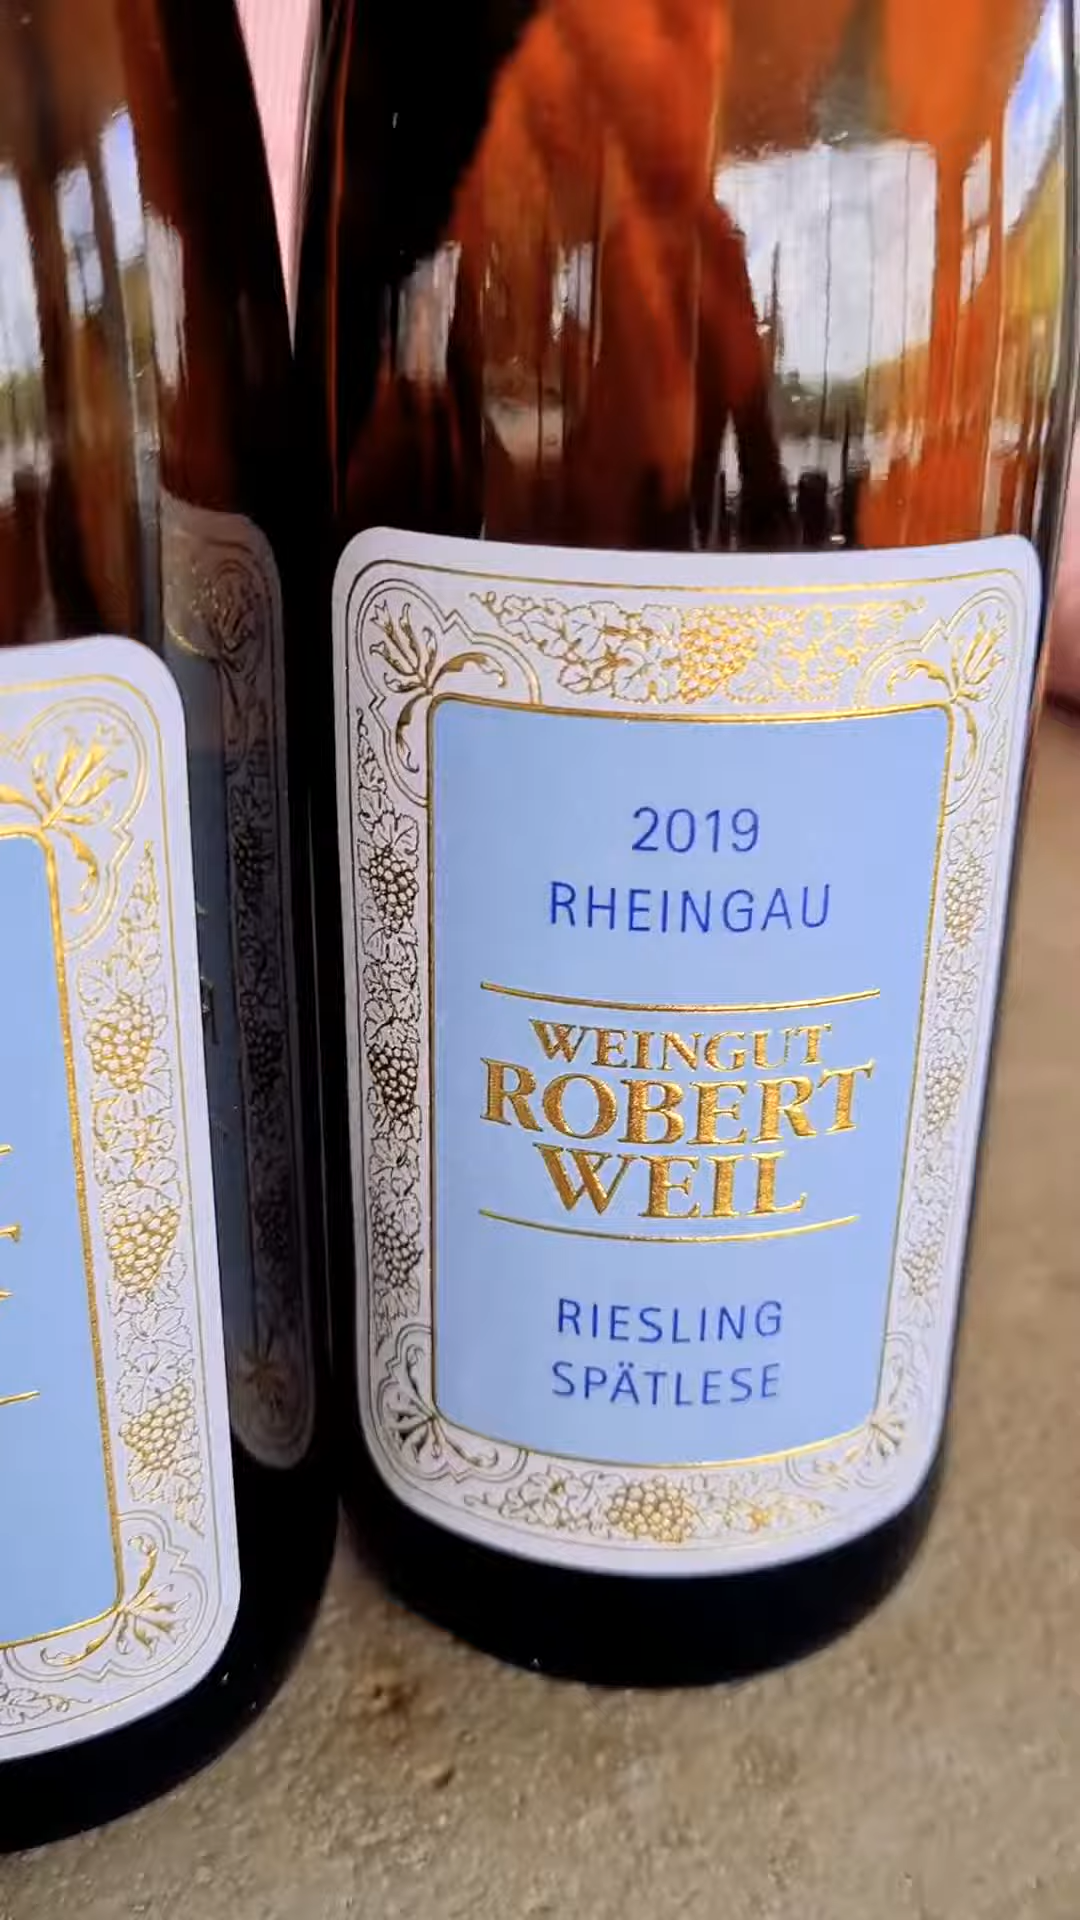 2019
RHEINGAU
WEINGUT
ROBERT
WEIL
RIESLING
SPÄTLESE